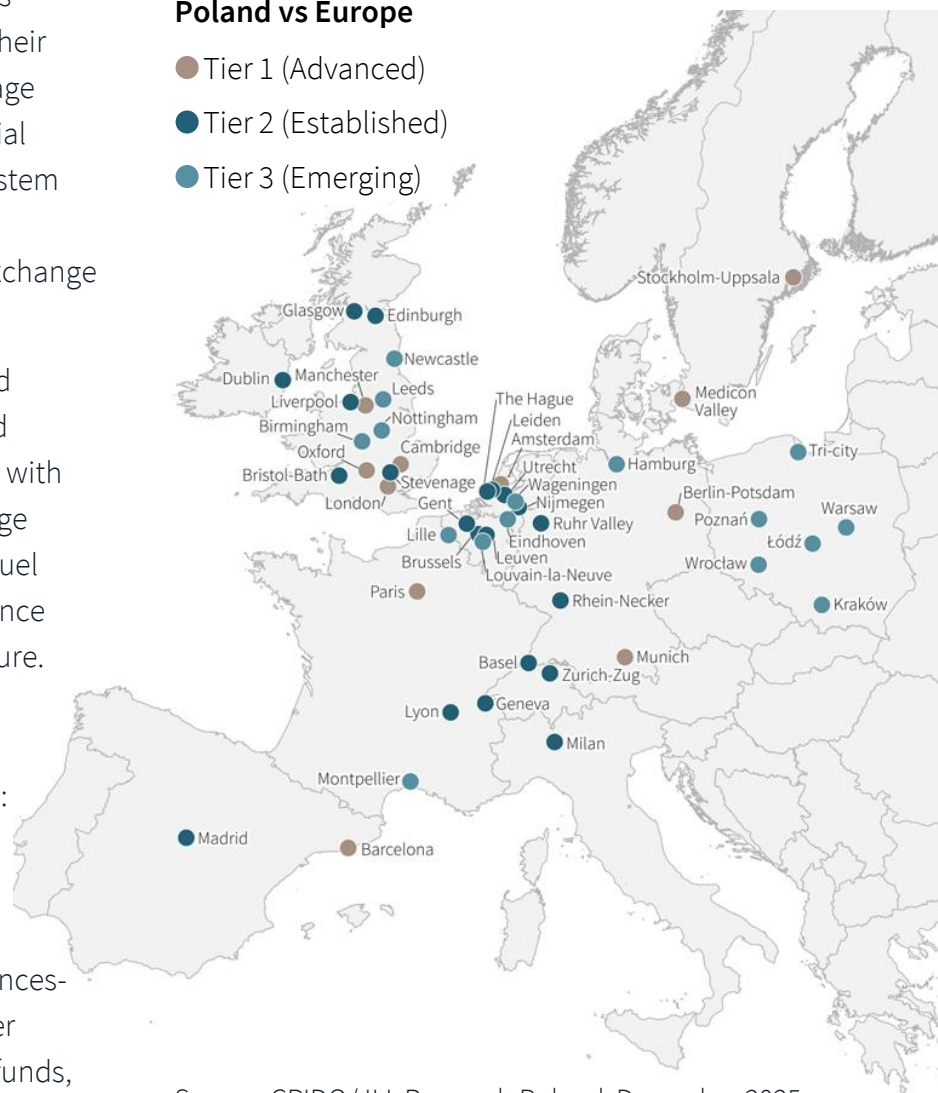 Poland vs Europe
Tier 1 (Advanced)
Tier 2 (Established)
Tier 3 (Emerging)
heir
age
ial
stem
xchange
d
d
with
ge
uel
nce
ure.
:
nces-
er
funds,
Stockholm-Uppsala
Glasgow
Edinburgh
Newcastle
Dublin
Manchester
Leeds
Liverpool
Nottingham
Birmingham
Cambridge
Oxford
Stevenage
Bristol-Bath
London
Gent
Lille
Brussels
The Hague
Leiden
Amsterdam
Utrecht
Wageningen
Nijmegen
Ruhr Valley
Eindhoven
Leuven
Louvain-la-Neuve
Medicon
Valley
Hamburg
Tri-city
Berlin-Potsdam
Poznań
Warsaw
Łódź
Wrocław
Kraków
Paris
Rhein-Necker
Basel
Zurich-Zug
Munich
Geneva
Lyon
Milan
Montpellier
Madrid
Barcelona